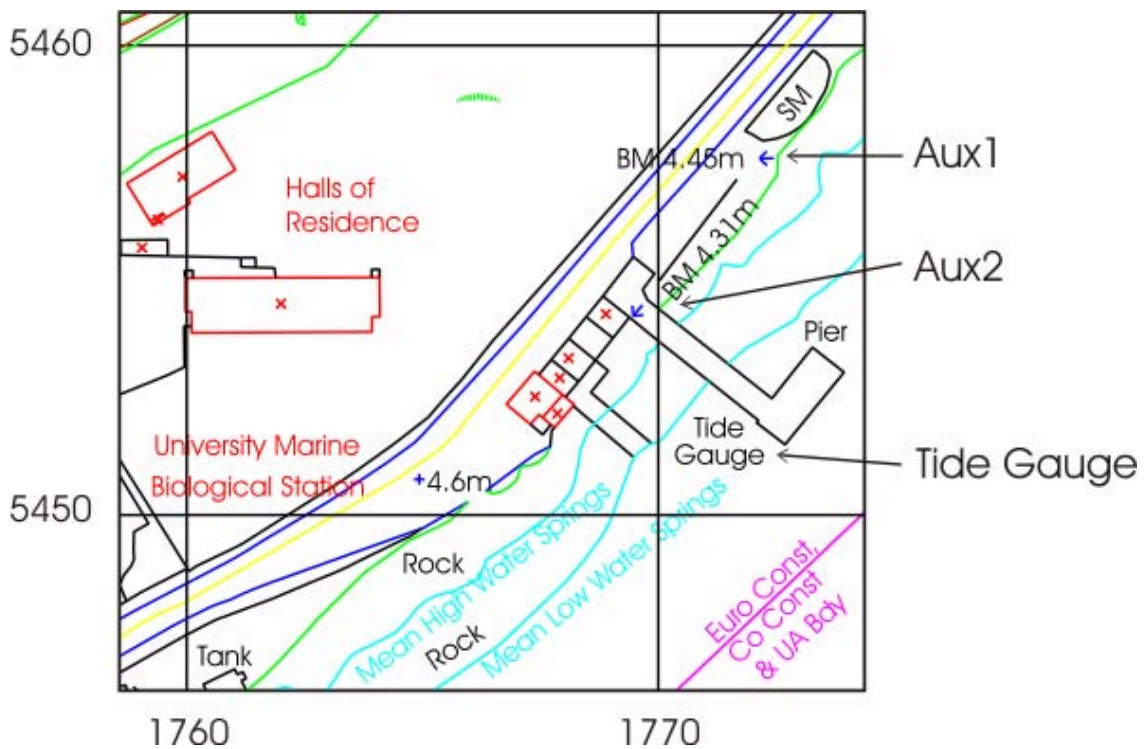 5460
SM
BM 4.45m
Aux1
Halls of
Residence
BM 4.31m
Aux2
Pier
University Marine
Biological Station
Tide
Gauge
Tide Gauge
4.6m
5450
Mean High Water Springs
Mean Low Water Springs
Rock
Rock
Euro Const,
Co Const
& UA Bdy
Tank
1760
1770